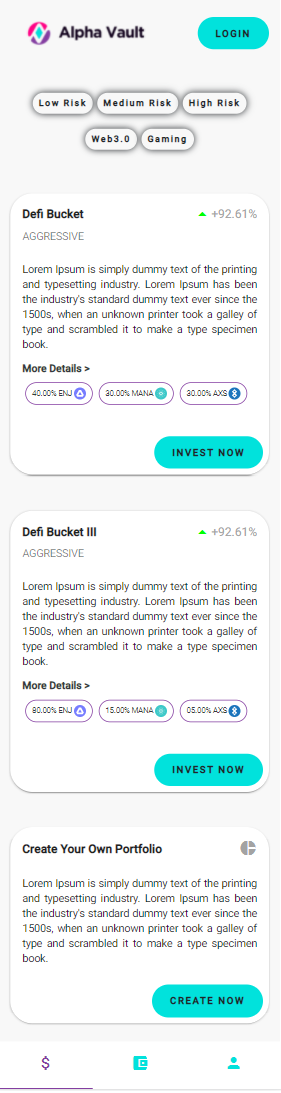 Alpha Vault
LOGIN
Low Risk Medium Risk High Risk
Web3.0 Gaming
Defi Bucket +92.61%
AGGRESSIVE
Lorem Ipsum is simply dummy text of the printing
and typesetting industry. Lorem Ipsum has been
the industry's standard dummy text ever since the
1500s, when an unknown printer took a galley of
type and scrambled it to make a type specimen
book.
More Details >
40.00% ENJ 30.00% MANA 30.00% AXS
INVEST NOW
Defi Bucket III +92.61%
AGGRESSIVE
Lorem Ipsum is simply dummy text of the printing
and typesetting industry. Lorem Ipsum has been
the industry's standard dummy text ever since the
1500s, when an unknown printer took a galley of
type and scrambled it to make a type specimen
book.
More Details >
80.00% ENJ 15.00% MANA 05.00% AXS
INVEST NOW
Create Your Own Portfolio
Lorem Ipsum is simply dummy text of the printing
and typesetting industry. Lorem Ipsum has been
the industry's standard dummy text ever since the
1500s, when an unknown printer took a galley of
type and scrambled it to make a type specimen
book.
CREATE NOW
$